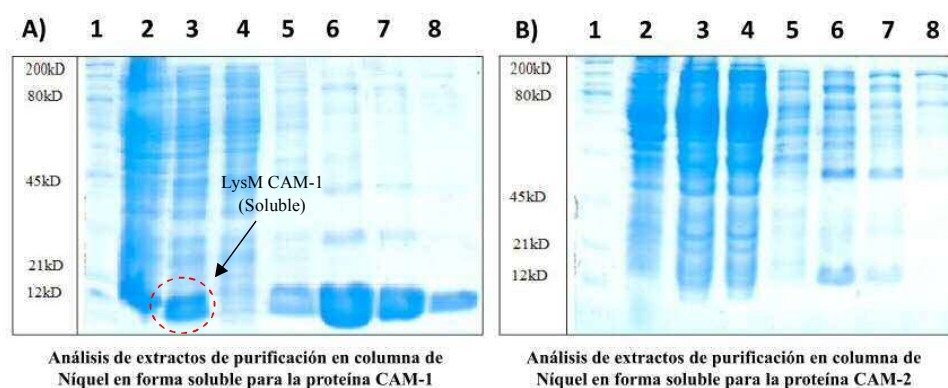 A) 1 2 3 4 5 6 7 8
200kD
80kD
45kD
LysM CAM-1
(Soluble)
21kD
12kD
Análisis de extractos de purificación en columna de
Níquel en forma soluble para la proteína CAM-1
B) 1 2 3 4 5 6 7 8
200kD
80kD
45kD
21kD
12kD
Análisis de extractos de purificación en columna de
Níquel en forma soluble para la proteína CAM-2